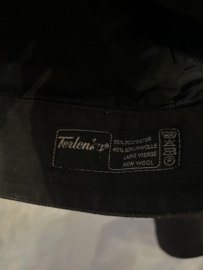 Terlenka®
55% POLYESTER
45% SCHURWOLLE
LAINE VIERGE
NEW WOOL